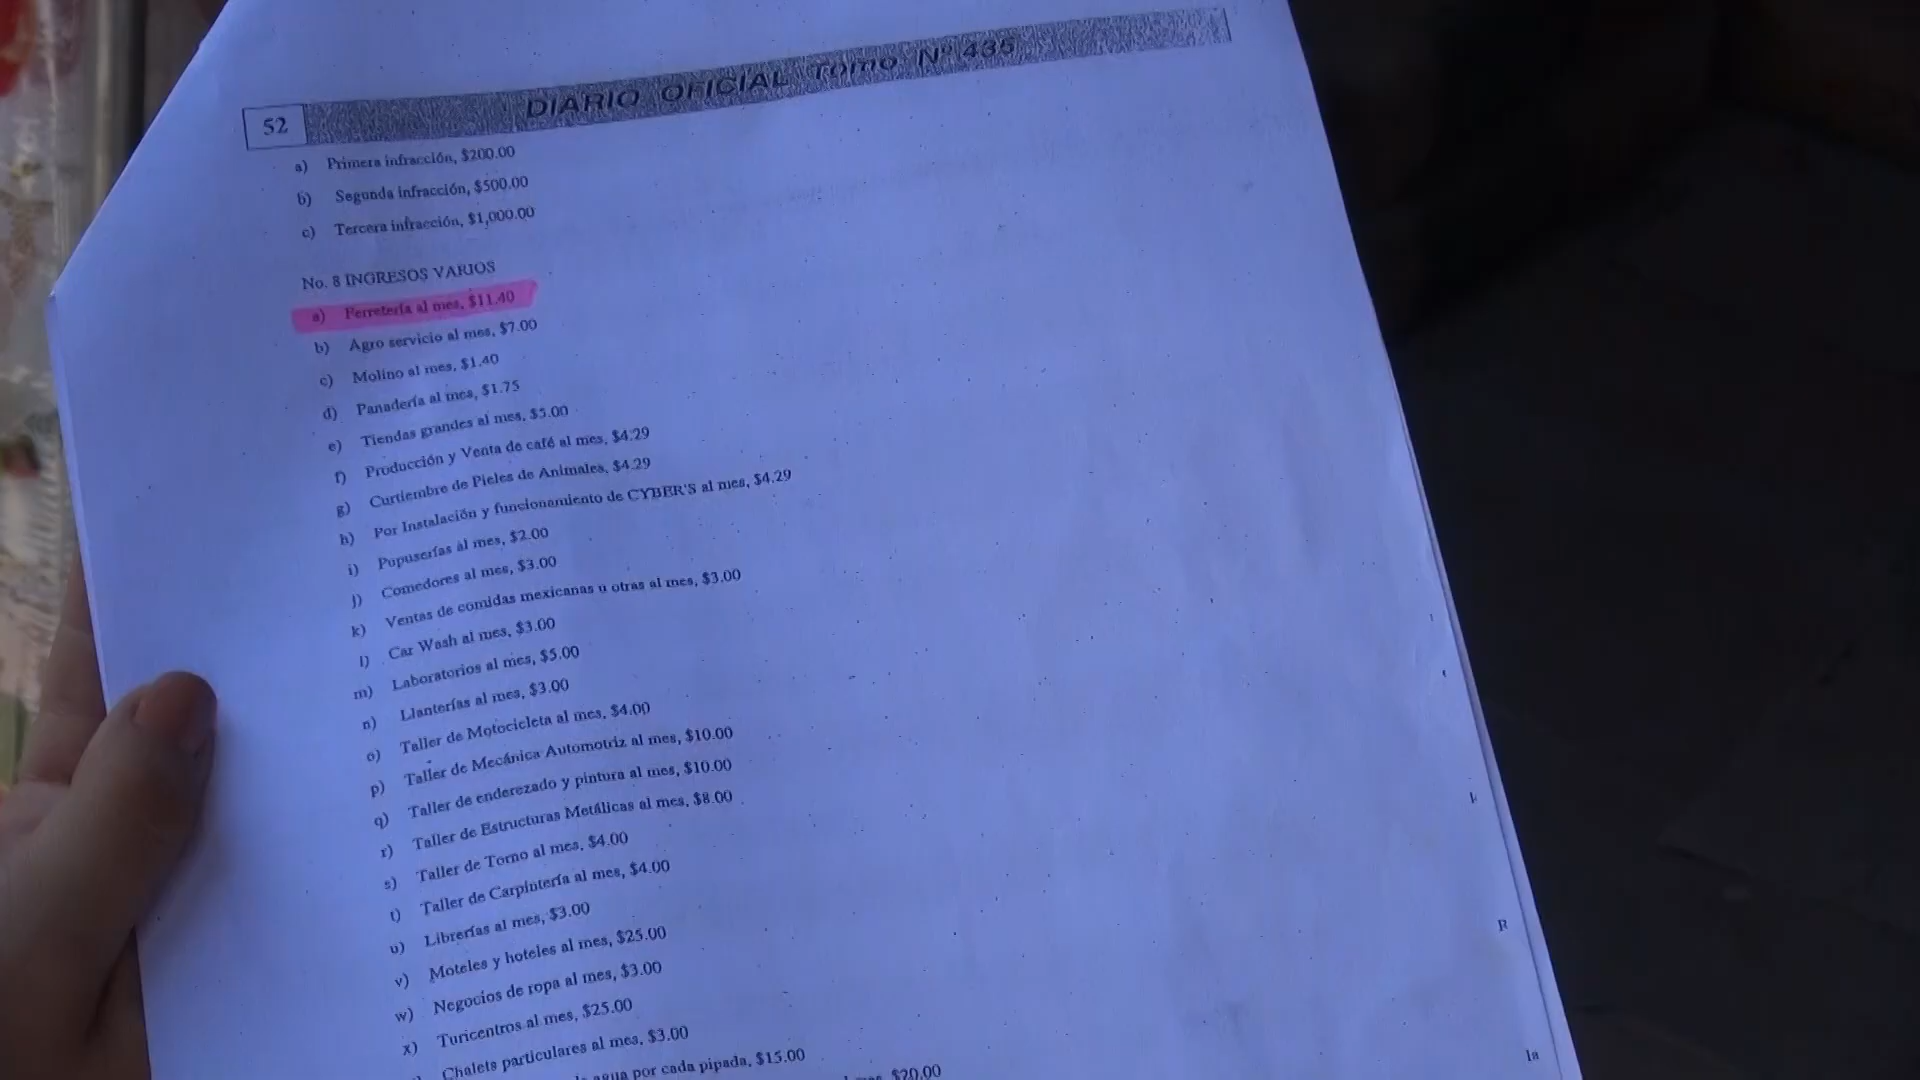 52
DIARIO OFICIAL Tomo Nº 435
a) Primera infracción, $200.00
b) Segunda infracción, $500.00
c) Tercera infracción, $1,000.00
No. 8 INGRESOS VARIOS
a) Ferretería al mes, $11.40
b) Agro servicio al mes, $7.00
c) Molino al mes, $1.40
d) Panadería al mes, $1.75
e) Tiendas grandes al mes, $5.00
f) Producción y Venta de café al mes, $4.29
g) Curtiembre de Pieles de Animales, $4.29
h) Por Instalación y funcionamiento de CYBER'S al mes, $4.29
i) Pupuserías al mes, $2.00
j) Comedores al mes, $3.00
k) Ventas de comidas mexicanas u otras al mes, $3.00
l) Car Wash al mes, $3.00
m) Laboratorios al mes, $5.00
n) Llanterías al mes, $3.00
o) Taller de Motocicleta al mes, $4.00
p) Taller de Mecánica Automotriz al mes, $10.00
q) Taller de enderezado y pintura al mes, $10.00
r) Taller de Estructuras Metálicas al mes, $8.00
s) Taller de Torno al mes, $4.00
t) Taller de Carpintería al mes, $4.00
u) Librerías al mes, $3.00
v) Moteles y hoteles al mes, $25.00
w) Negocios de ropa al mes, $3.00
x) Turicentros al mes, $25.00
Chalets particulares al mes, $3.00
agua por cada pipada, $15.00
$20.00
R
la